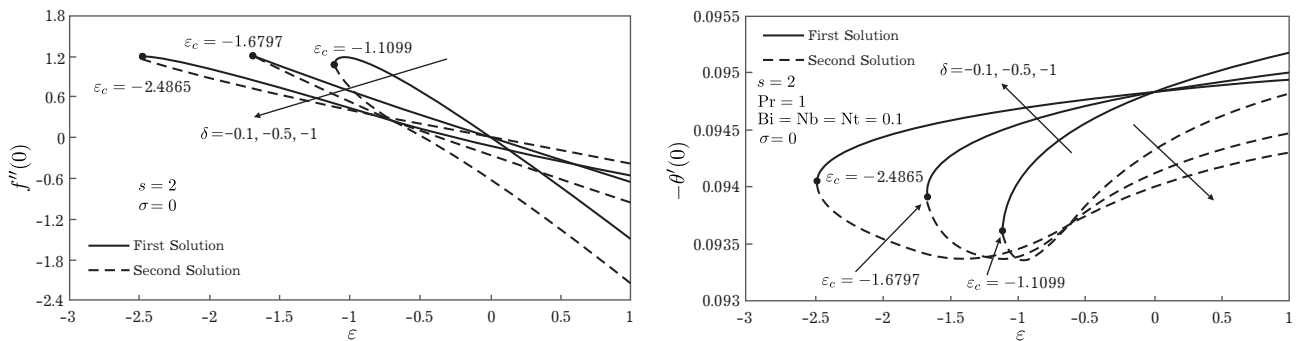 1.8
1.2
0.6
0
-0.6
-1.2
-1.8
-2.4
f″(0)
ε_c = −1.6797
ε_c = −1.1099
ε_c = −2.4865
δ=-0.1, -0.5, -1
s = 2
σ=0
First Solution
Second Solution
-3 -2.5 -2 -1.5 -1 -0.5 0 0.5 1
ε
0.0955
0.095
0.0945
0.094
0.0935
0.093
−θ′(0)
First Solution
Second Solution
s = 2
Pr = 1
Bi = Nb = Nt = 0.1
σ=0
δ=-0.1, -0.5, -1
ε_c = −2.4865
ε_c = −1.6797
ε_c = −1.1099
-3 -2.5 -2 -1.5 -1 -0.5 0 0.5 1
ε